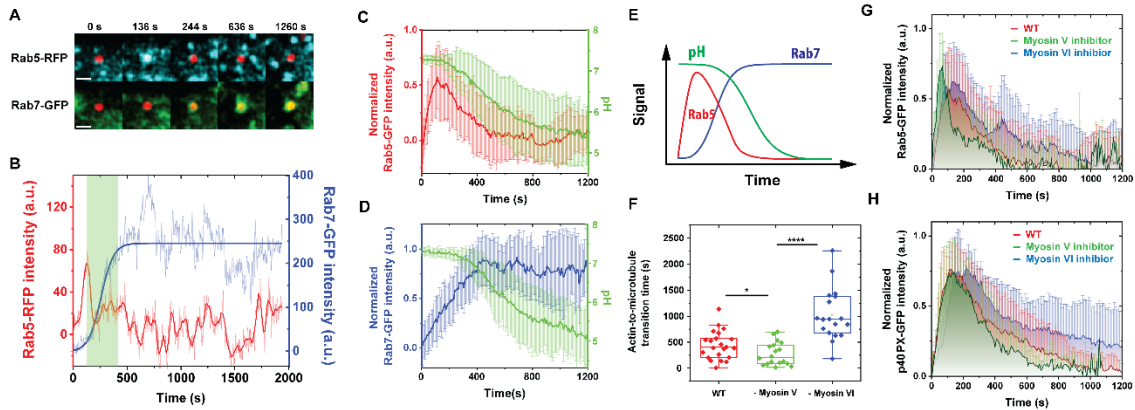 A
0 s 136 s 244 s 636 s 1260 s
Rab5-RFP
Rab7-GFP
B
Rab5-RFP intensity (a.u.)
120
80
40
0
Rab7-GFP
intensity (a.u.)
400
350
300
250
200
150
100
50
0
0 500 1000 1500 2000
Time (s)
C
Normalized
Rab5-GFP intensity (a.u.)
1.0
0.5
0.0
pH
8
7
6
5
0 400 800 1200
Time (s)
D
Normalized
Rab7-GFP intensity (a.u.)
1.0
0.5
0.0
pH
8
7
6
5
0 400 800 1200
Time(s)
E
Signal
pH
Rab7
Rab5
Time
F
Actin-to-microtubule
transition time (s)
2500
2000
1500
1000
500
0
****
*
WT - Myosin V - Myosin VI
G
Normalized
Rab5-GFP intensity (a.u.)
1.0
0.5
0.0
WT
Myosin V inhibitor
Myosin VI inhibior
0 200 400 600 800 1000 1200
Time (s)
H
Normalized
p40PX-GFP intensity (a.u.)
1.0
0.5
0.0
WT
Myosin V inhibitor
Myosin VI inhibior
0 200 400 600 800 1000 1200
Time (s)